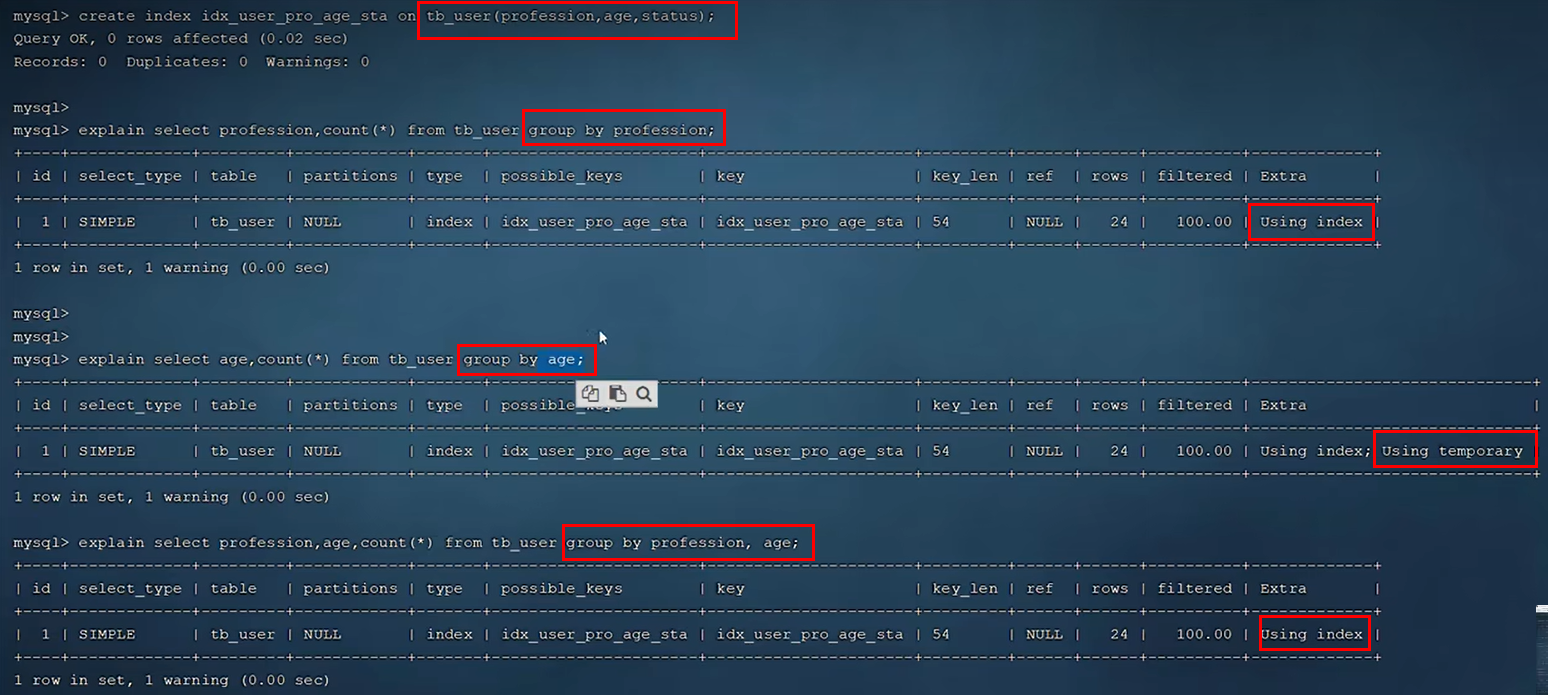 mysql> create index idx_user_pro_age_sta on tb_user(profession,age,status);
Query OK, 0 rows affected (0.02 sec)
Records: 0  Duplicates: 0  Warnings: 0
mysql>
mysql> explain select profession,count(*) from tb_user group by profession;
+----+-------------+---------+------------+-------+----------------------+----------------------+---------+------+------+----------+-------------+
| id | select_type | table   | partitions | type  | possible_keys        | key                  | key_len | ref  | rows | filtered | Extra       |
+----+-------------+---------+------------+-------+----------------------+----------------------+---------+------+------+----------+-------------+
|  1 | SIMPLE      | tb_user | NULL       | index | idx_user_pro_age_sta | idx_user_pro_age_sta | 54      | NULL |   24 |   100.00 | Using index |
+----+-------------+---------+------------+-------+----------------------+----------------------+---------+------+------+----------+-------------+
1 row in set, 1 warning (0.00 sec)
mysql>
mysql>
mysql> explain select age,count(*) from tb_user group by age;
+----+-------------+---------+------------+-------+----------------------+----------------------+---------+------+------+----------+------------------------------+
| id | select_type | table   | partitions | type  | possible_keys        | key                  | key_len | ref  | rows | filtered | Extra                        |
+----+-------------+---------+------------+-------+----------------------+----------------------+---------+------+------+----------+------------------------------+
|  1 | SIMPLE      | tb_user | NULL       | index | idx_user_pro_age_sta | idx_user_pro_age_sta | 54      | NULL |   24 |   100.00 | Using index; Using temporary
+----+-------------+---------+------------+-------+----------------------+----------------------+---------+------+------+----------+------------------------------+
1 row in set, 1 warning (0.00 sec)
mysql> explain select profession,age,count(*) from tb_user group by profession, age;
+----+-------------+---------+------------+-------+----------------------+----------------------+---------+------+------+----------+-------------+
| id | select_type | table   | partitions | type  | possible_keys        | key                  | key_len | ref  | rows | filtered | Extra       |
+----+-------------+---------+------------+-------+----------------------+----------------------+---------+------+------+----------+-------------+
|  1 | SIMPLE      | tb_user | NULL       | index | idx_user_pro_age_sta | idx_user_pro_age_sta | 54      | NULL |   24 |   100.00 | Using index |
+----+-------------+---------+------------+-------+----------------------+----------------------+---------+------+------+----------+-------------+
1 row in set, 1 warning (0.00 sec)